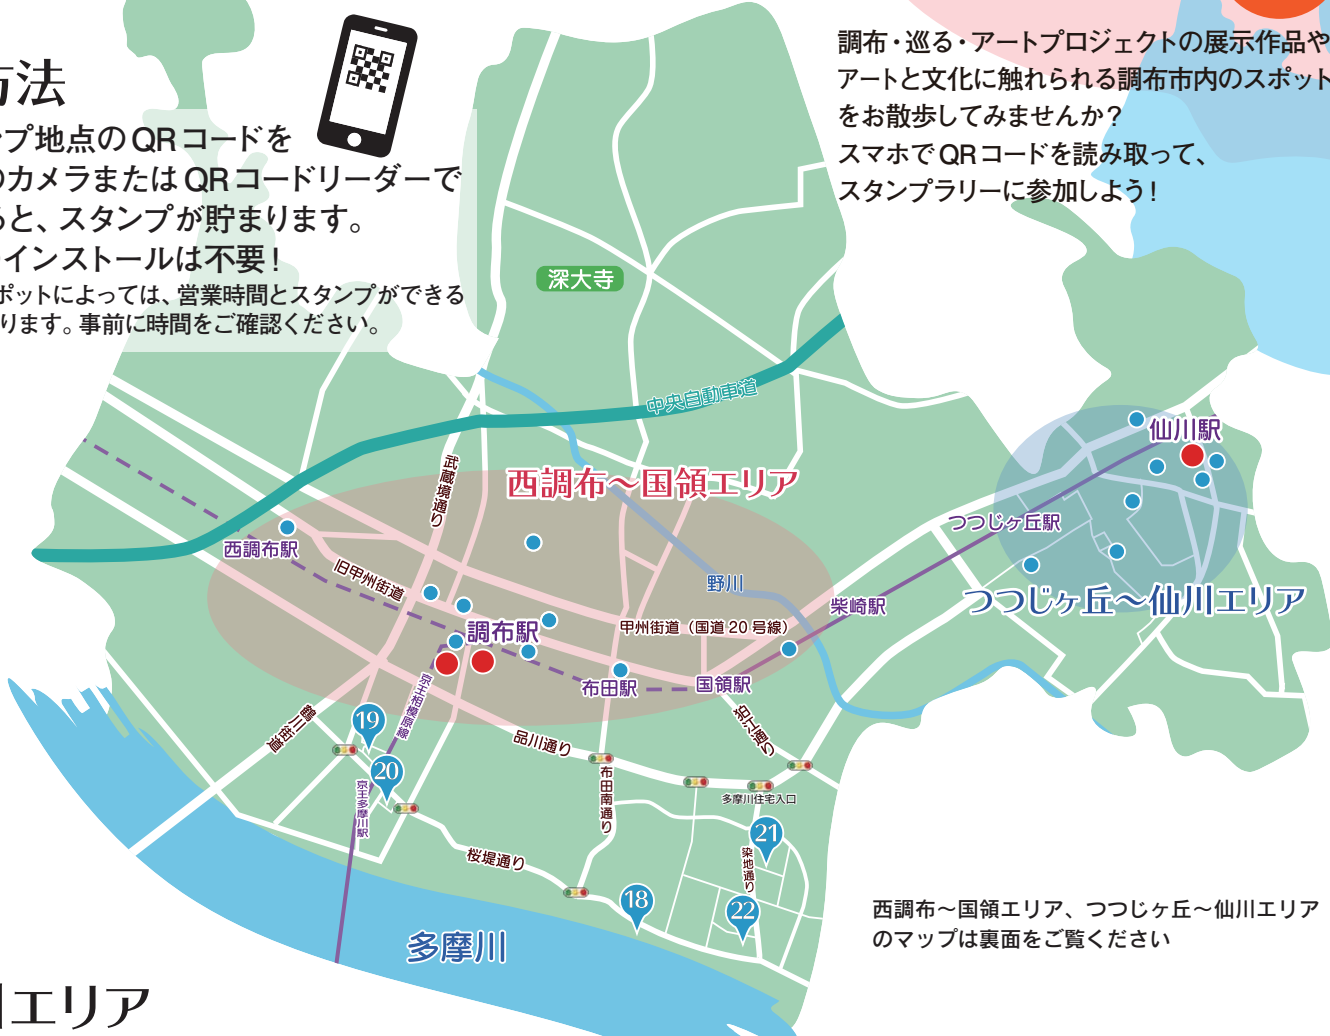 方法
プ地点のQRコードを
のカメラまたはQRコードリーダーで
ると、スタンプが貯まります。
インストールは不要!
ポットによっては、営業時間とスタンプができる
ります。事前に時間をご確認ください。
調布・巡る・アートプロジェクトの展示作品や
アートと文化に触れられる調布市内のスポット
をお散歩してみませんか?
スマホでQRコードを読み取って、
スタンプラリーに参加しよう!
深大寺
中央自動車道
武蔵境通り
西調布〜国領エリア
仙川駅
つつじヶ丘駅
西調布駅
旧甲州街道
野川
柴崎駅
つつじヶ丘〜仙川エリア
調布駅
甲州街道(国道20号線)
布田駅
国領駅
京王相模原線
鶴川街道
19
品川通り
狛江通り
20
京王多摩川駅
布田南通り
多摩川住宅入口
21
桜堤通り
染地通り
18
22
多摩川
西調布〜国領エリア、つつじヶ丘〜仙川エリア
のマップは裏面をご覧ください
川エリア